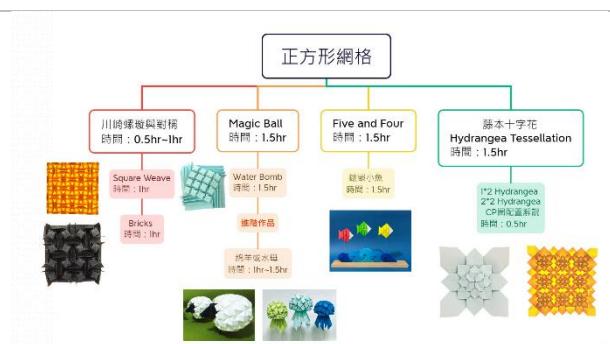 正方形網格
川崎螺璇與對稱
時間：0.5hr~1hr
Square Weave
時間：1hr
Bricks
時間：1hr
Magic Ball
時間：1.5hr
Water Bomb
時間：1.5hr
進階作品
綿羊或水母
時間：1hr~1.5hr
Five and Four
時間：1.5hr
時間：1.5hr
藤本十字花
Hydrangea Tessellation
時間：1.5hr
1*2 Hydrangea
2*2 Hydrangea
CP圖配置解說
時間：0.5hr